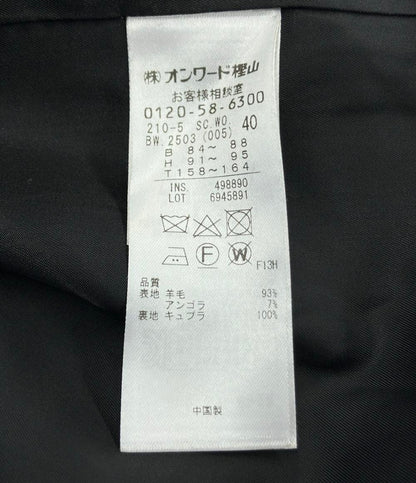 (株)オンワード樫山
お客様相談室
0120-58-6300
210-5 SC.WO. 40
BW.2503 (005)
B 84～ 88
H 91～ 95
T158～164
INS. 498890
LOT 6945891
F W F13H
品質
表地 羊毛 93%
アンゴラ 7%
裏地 キュプラ 100%
中国製